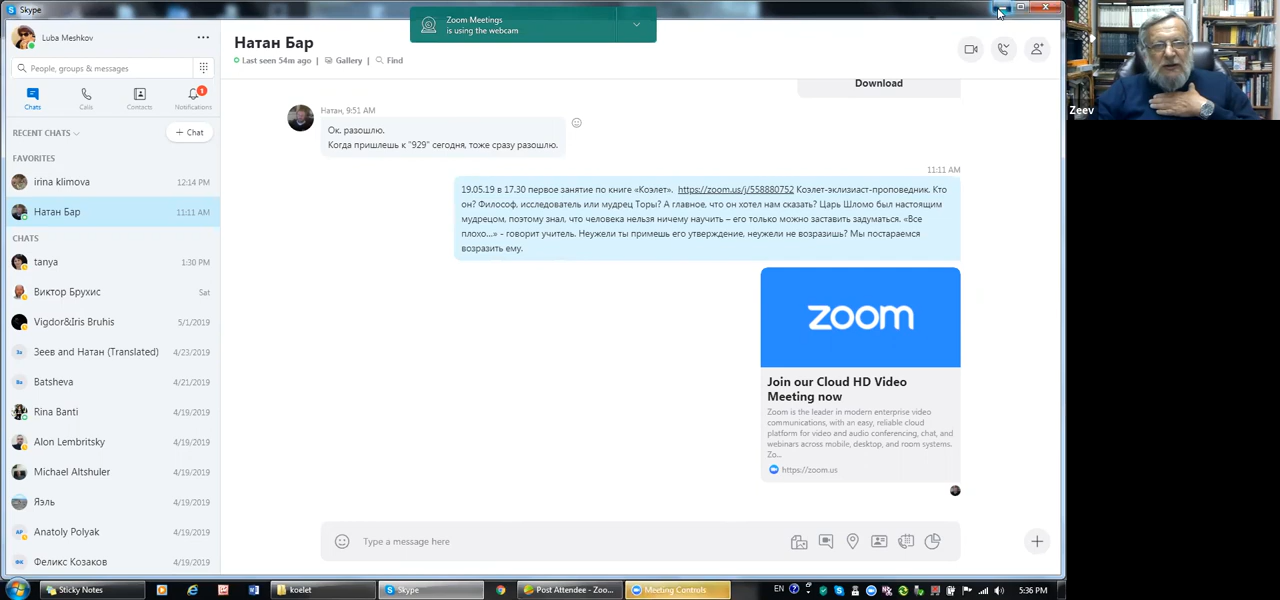 Skype
Zoom Meetings
is using the webcam
Luba Meshkov
People, groups & messages
Chats
Calls
Contacts
Notifications
1
RECENT CHATS
+ Chat
FAVORITES
irina klimova
12:14 PM
Натан Бар
11:11 AM
CHATS
tanya
1:30 PM
Виктор Брухис
Sat
Vigdor&Iris Bruhis
5/1/2019
Зеев and Натан (Translated)
4/23/2019
Batsheva
4/21/2019
Rina Banti
4/19/2019
Alon Lembritsky
4/19/2019
Michael Altshuler
4/19/2019
Яэль
4/19/2019
AP
Anatoly Polyak
4/19/2019
ФК
Феликс Козаков
4/19/2019
Натан Бар
Last seen 54m ago | Gallery | Find
Download
Натан, 9:51 AM
Ок. разошлю.
Когда пришлешь к "929" сегодня, тоже сразу разошлю.
11:11 AM
19.05.19 в 17.30 первое занятие по книге «Коэлет». https://zoom.us/j/558880752 Коэлет-эклизиаст-проповедник. Кто
он? Философ, исследователь или мудрец Торы? А главное, что он хотел нам сказать? Царь Шломо был настоящим
мудрецом, поэтому знал, что человека нельзя ничему научить – его только можно заставить задуматься. «Все
плохо...» - говорит учитель. Неужели ты примешь его утверждение, неужели не возразишь? Мы постараемся
возразить ему.
zoom
Join our Cloud HD Video
Meeting now
Zoom is the leader in modern enterprise video
communications, with an easy, reliable cloud
platform for video and audio conferencing, chat, and
webinars across mobile, desktop, and room systems.
Zo...
https://zoom.us
Type a message here
Zeev
Sticky Notes
koelet
Skype
Post Attendee - Zoo...
Meeting Controls
EN
5:36 PM